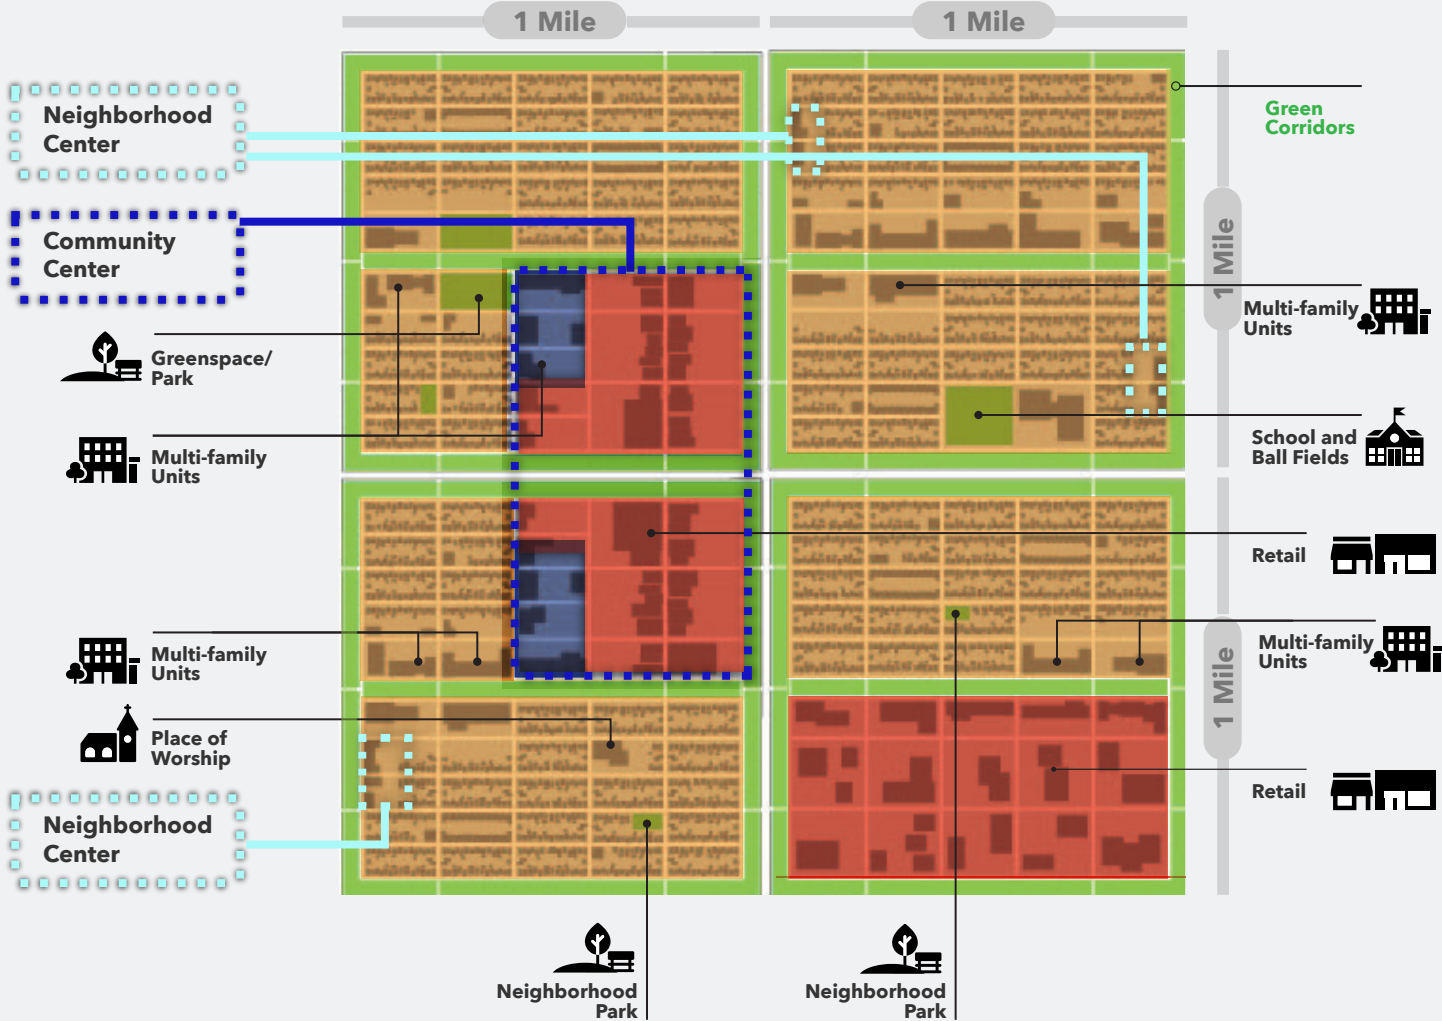 1 Mile
1 Mile
Neighborhood
Center
Green
Corridors
Community
Center
1 Mile
Multi-family
Units
Greenspace/
Park
School and
Ball Fields
Multi-family
Units
Retail
Multi-family
Units
Multi-family
Units
1 Mile
Place of
Worship
Retail
Neighborhood
Center
Neighborhood
Park
Neighborhood
Park